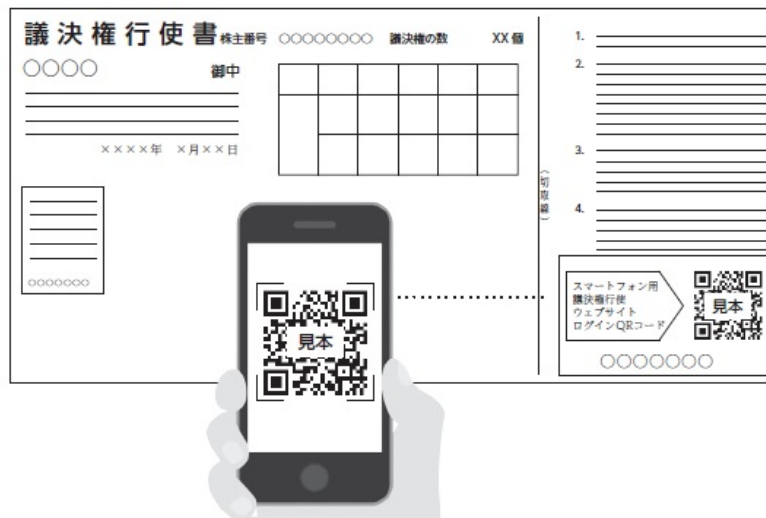 議決権行使書 株主番号 ○○○○○○○○ 議決権の数 XX個
○○○○ 御中
××××年 ×月××日
○○○○○○○
見本
(切取線)
1.
2.
3.
4.
スマートフォン用
議決権行使
ウェブサイト
ログインQRコード
見本
○○○○○○○